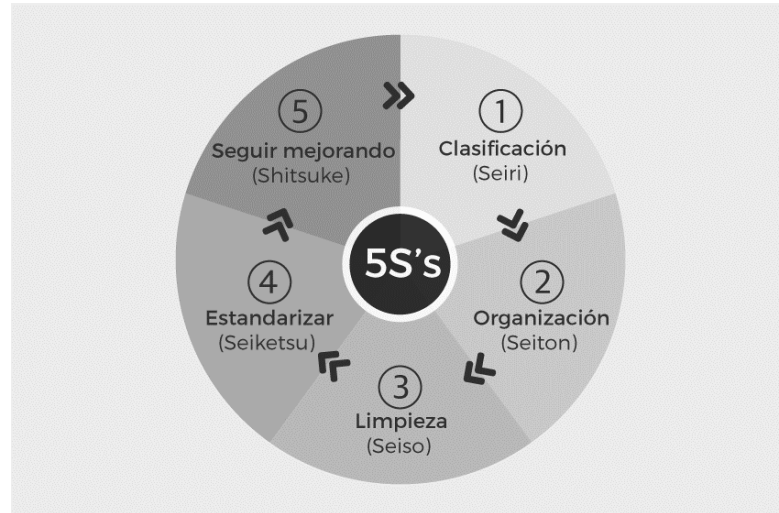 5S's
1
Clasificación
(Seiri)
2
Organización
(Seiton)
3
Limpieza
(Seiso)
4
Estandarizar
(Seiketsu)
5
Seguir mejorando
(Shitsuke)